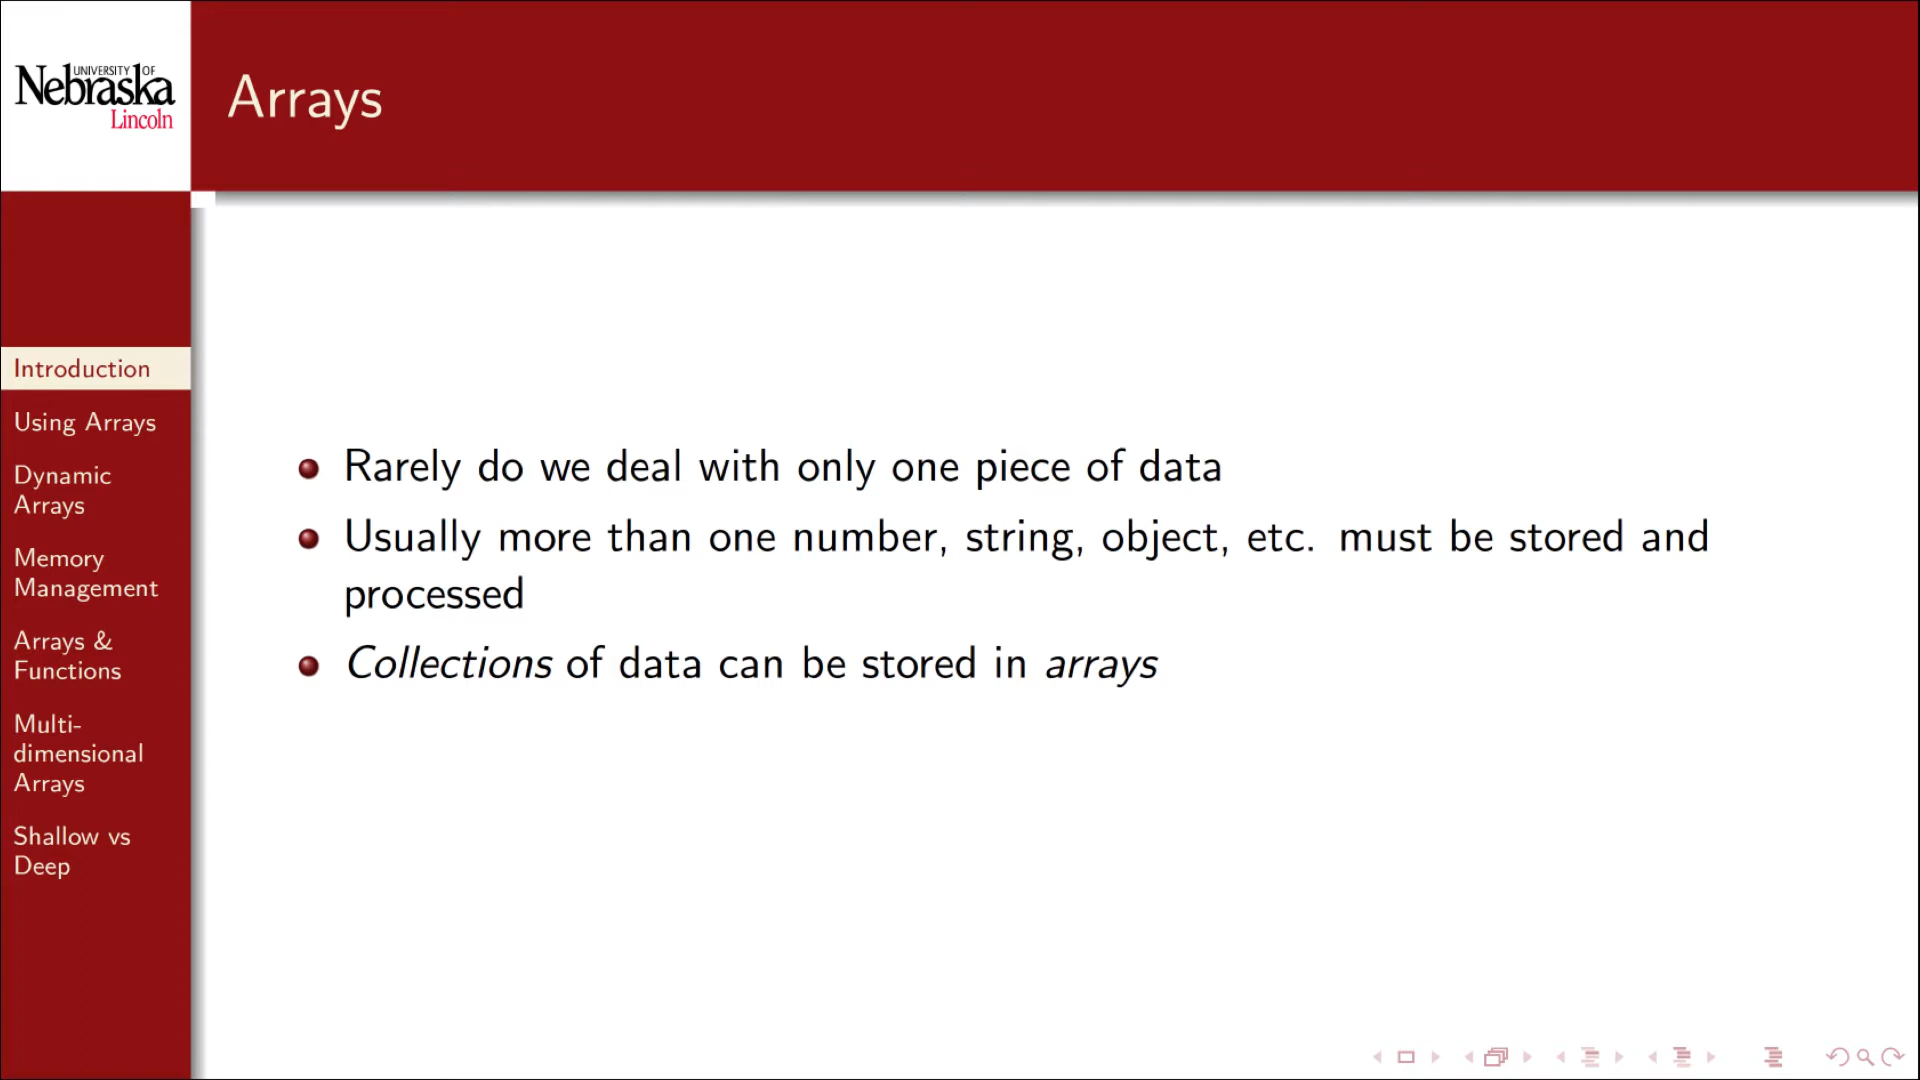 UNIVERSITY OF
Nebraska
Lincoln
Arrays
Introduction
Using Arrays
Dynamic
Arrays
Memory
Management
Arrays &
Functions
Multi-
dimensional
Arrays
Shallow vs
Deep
Rarely do we deal with only one piece of data
Usually more than one number, string, object, etc. must be stored and
processed
Collections of data can be stored in arrays